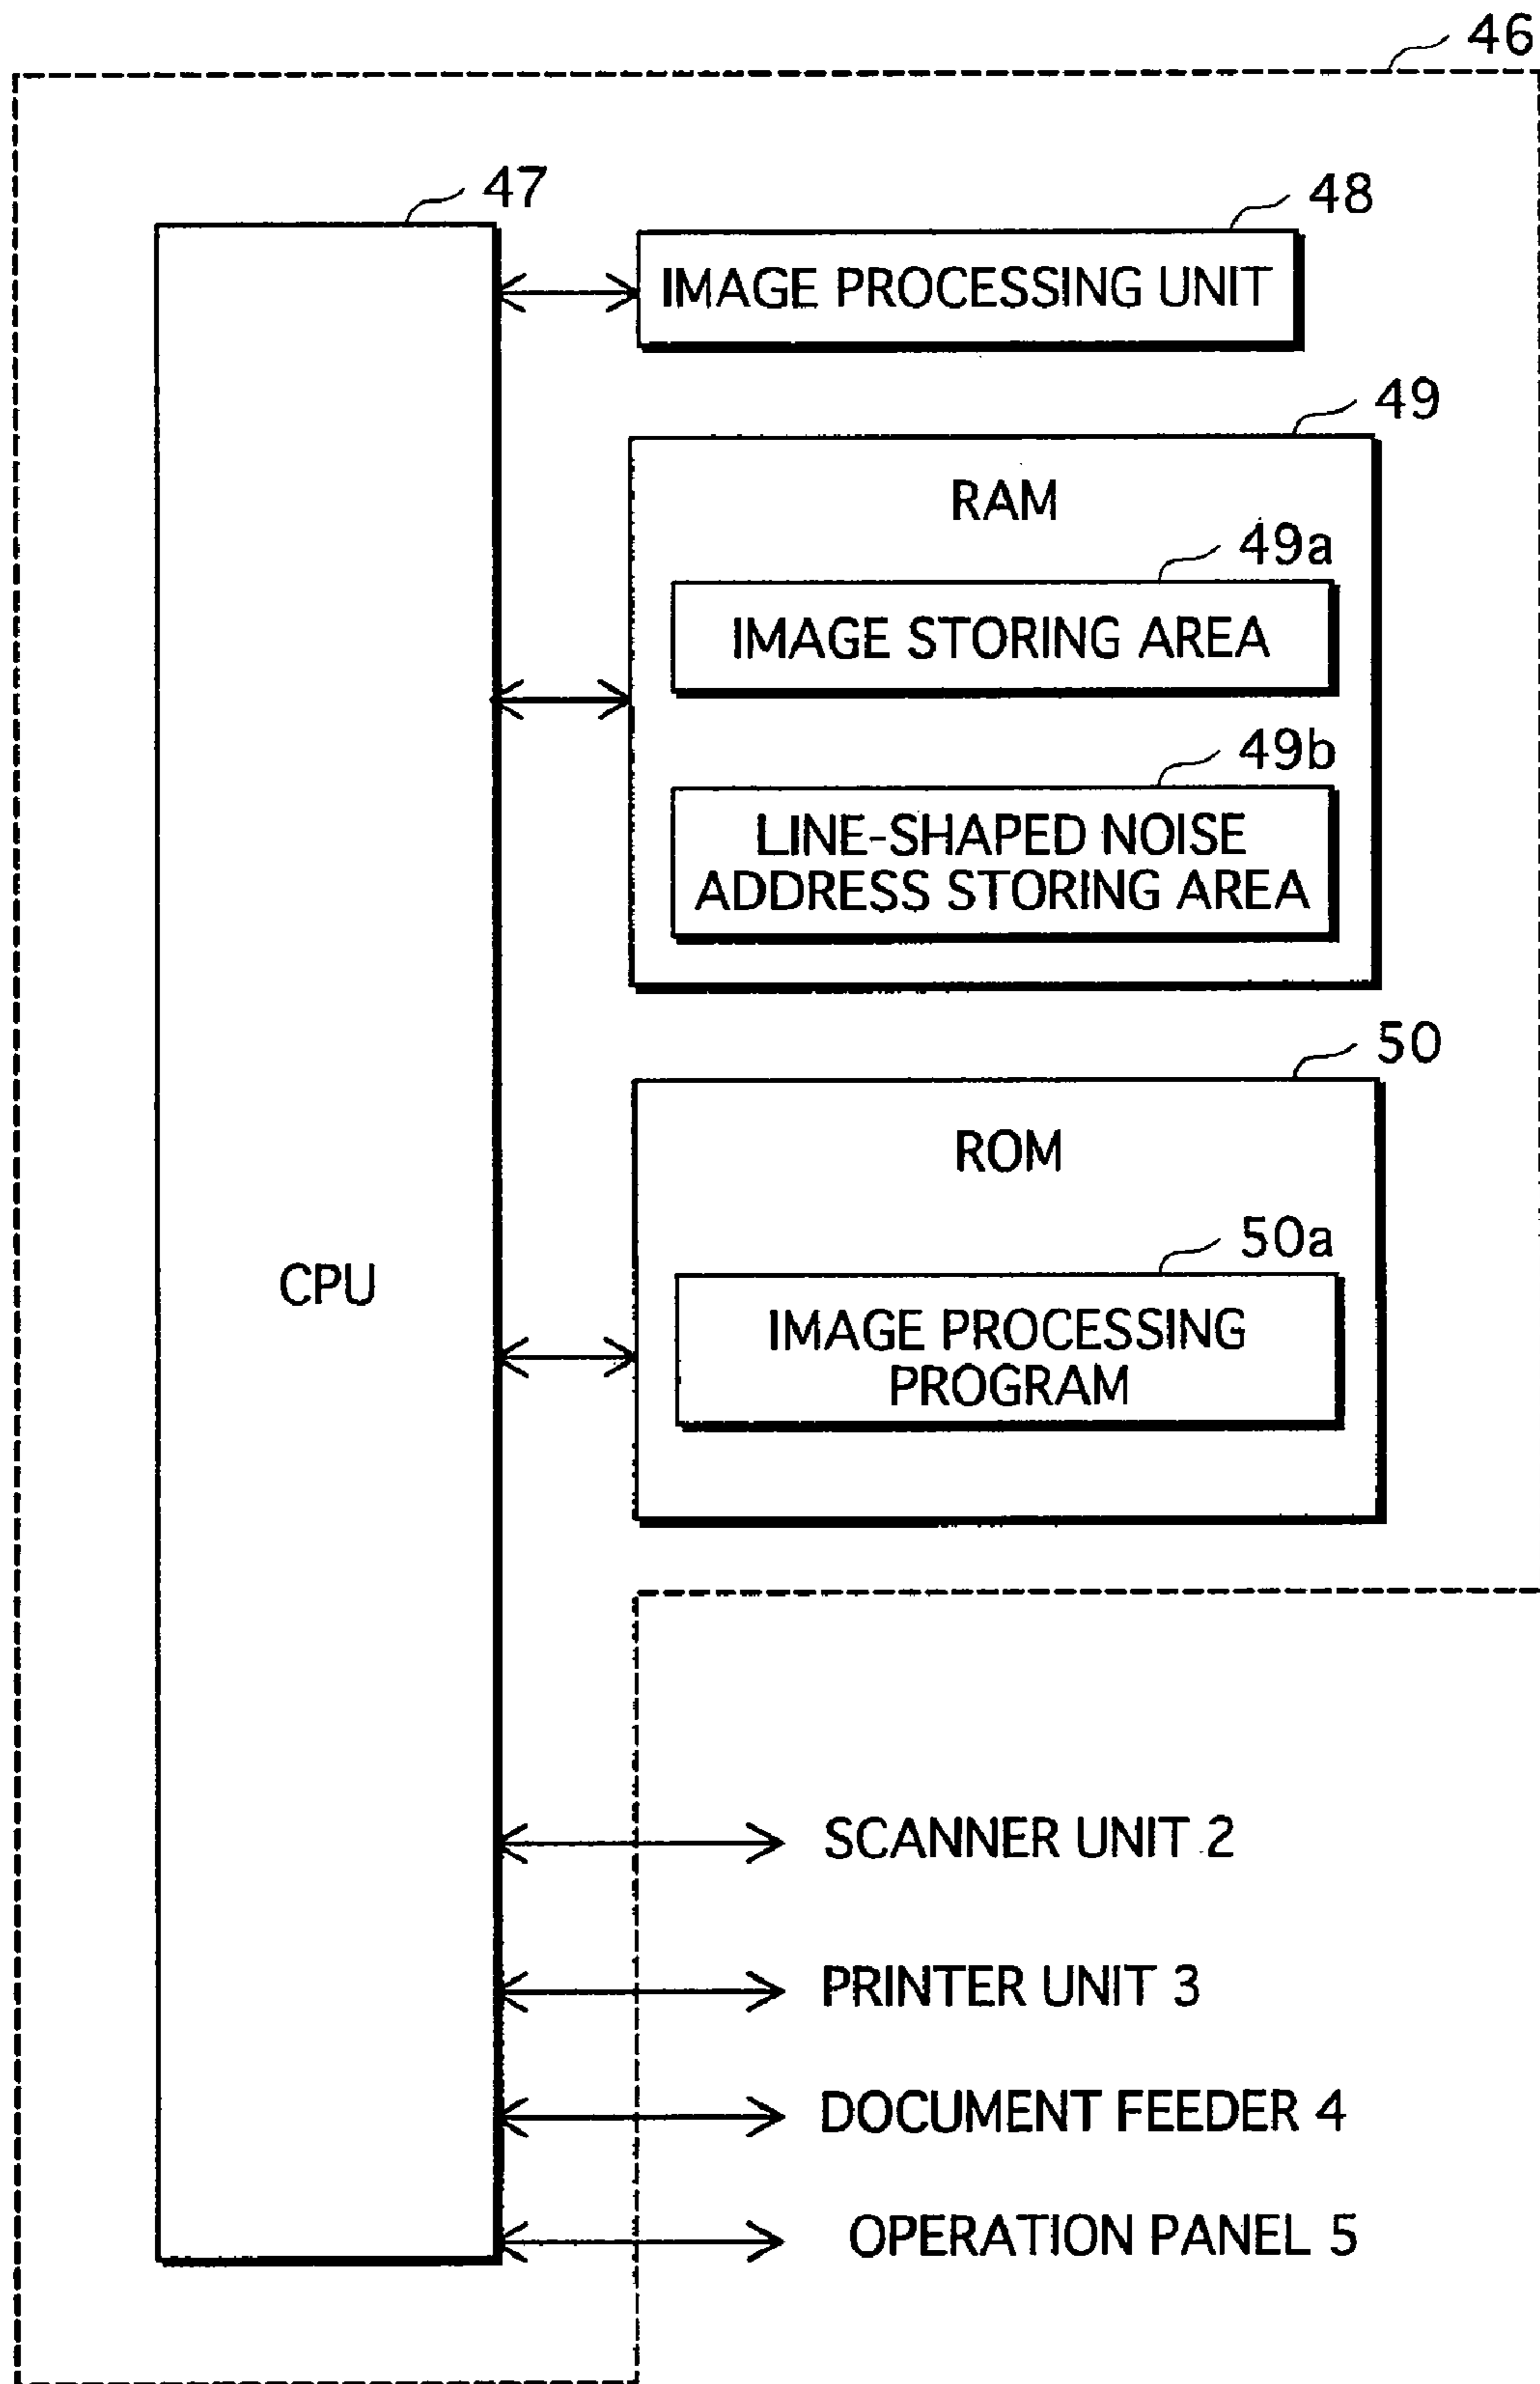 46
47
48
IMAGE PROCESSING UNIT
49
RAM
49a
IMAGE STORING AREA
49b
LINE-SHAPED NOISE
ADDRESS STORING AREA
50
ROM
50a
IMAGE PROCESSING
PROGRAM
CPU
SCANNER UNIT 2
PRINTER UNIT 3
DOCUMENT FEEDER 4
OPERATION PANEL 5